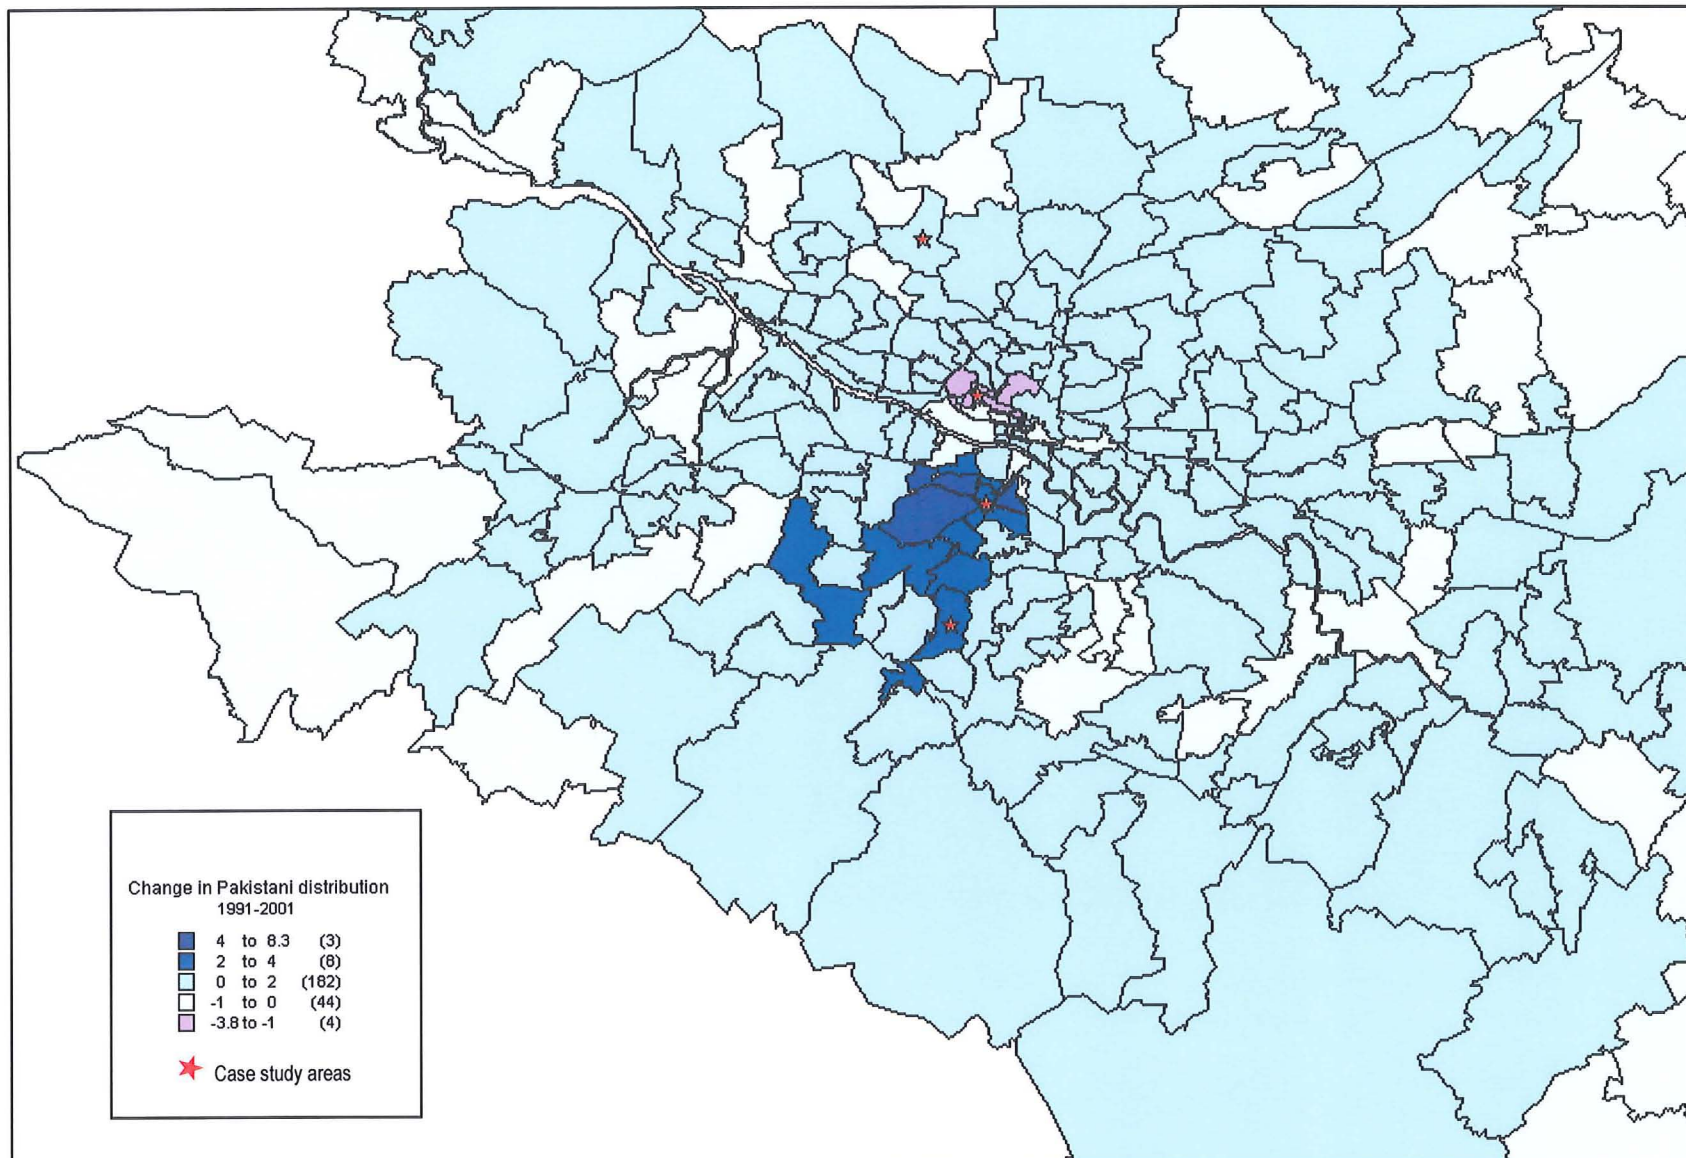 Change in Pakistani distribution
1991-2001
4 to 8.3 (3)
2 to 4 (8)
0 to 2 (182)
-1 to 0 (44)
-3.8 to -1 (4)
Case study areas